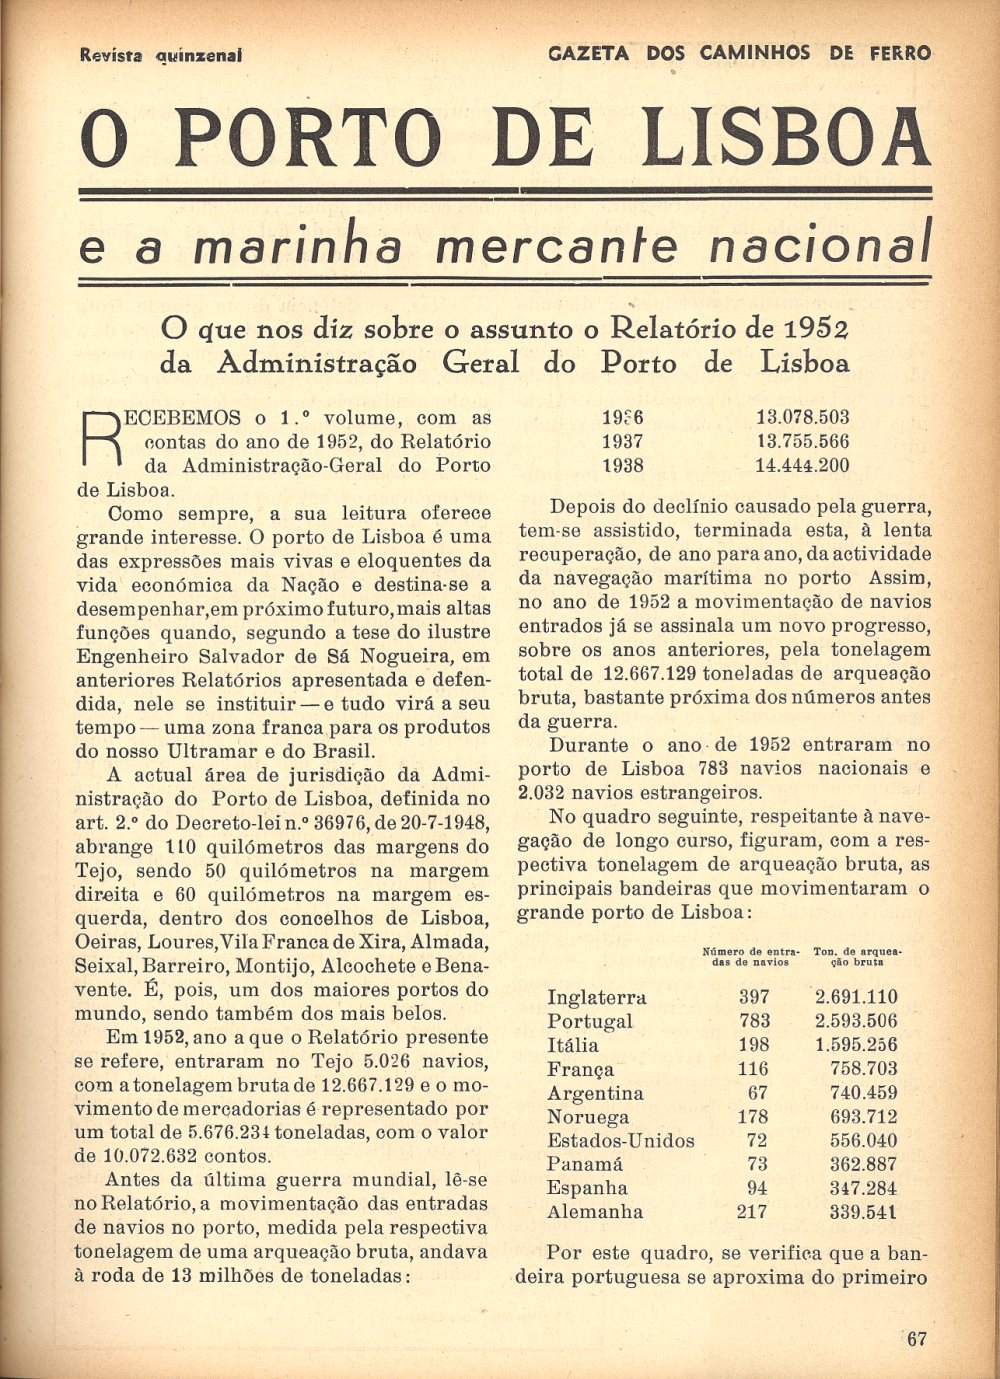 Revista quinzenal
GAZETA DOS CAMINHOS DE FERRO
O PORTO DE LISBOA
e a marinha mercante nacional
O que nos diz sobre o assunto o Relatório de 1952
da Administração Geral do Porto de Lisboa
RECEBEMOS o 1.º volume, com as
contas do ano de 1952, do Relatório
da Administração-Geral do Porto
de Lisboa.
Como sempre, a sua leitura oferece
grande interesse. O porto de Lisboa é uma
das expressões mais vivas e eloquentes da
vida económica da Nação e destina-se a
desempenhar, em próximo futuro, mais altas
funções quando, segundo a tese do ilustre
Engenheiro Salvador de Sá Nogueira, em
anteriores Relatórios apresentada e defen-
dida, nele se instituir — e tudo virá a seu
tempo — uma zona franca para os produtos
do nosso Ultramar e do Brasil.
A actual área de jurisdição da Admi-
nistração do Porto de Lisboa, definida no
art. 2.º do Decreto-lei n.º 36976, de 20-7-1948,
abrange 110 quilómetros das margens do
Tejo, sendo 50 quilómetros na margem
direita e 60 quilómetros na margem es-
querda, dentro dos concelhos de Lisboa,
Oeiras, Loures, Vila Franca de Xira, Almada,
Seixal, Barreiro, Montijo, Alcochete e Bena-
vente. É, pois, um dos maiores portos do
mundo, sendo também dos mais belos.
Em 1952, ano a que o Relatório presente
se refere, entraram no Tejo 5.026 navios,
com a tonelagem bruta de 12.667.129 e o mo-
vimento de mercadorias é representado por
um total de 5.676.234 toneladas, com o valor
de 10.072.632 contos.
Antes da última guerra mundial, lê-se
no Relatório, a movimentação das entradas
de navios no porto, medida pela respectiva
tonelagem de uma arqueação bruta, andava
à roda de 13 milhões de toneladas:
1936 13.078.503
1937 13.755.566
1938 14.444.200
Depois do declínio causado pela guerra,
tem-se assistido, terminada esta, à lenta
recuperação, de ano para ano, da actividade
da navegação marítima no porto Assim,
no ano de 1952 a movimentação de navios
entrados já se assinala um novo progresso,
sobre os anos anteriores, pela tonelagem
total de 12.667.129 toneladas de arqueação
bruta, bastante próxima dos números antes
da guerra.
Durante o ano de 1952 entraram no
porto de Lisboa 783 navios nacionais e
2.032 navios estrangeiros.
No quadro seguinte, respeitante à nave-
gação de longo curso, figuram, com a res-
pectiva tonelagem de arqueação bruta, as
principais bandeiras que movimentaram o
grande porto de Lisboa:
Número de entra- Ton. de arquea-
das de navios ção bruta
Inglaterra 397 2.691.110
Portugal 783 2.593.506
Itália 198 1.595.256
França 116 758.703
Argentina 67 740.459
Noruega 178 693.712
Estados-Unidos 72 556.040
Panamá 73 362.887
Espanha 94 347.284
Alemanha 217 339.541
Por este quadro, se verifica que a ban-
deira portuguesa se aproxima do primeiro
67